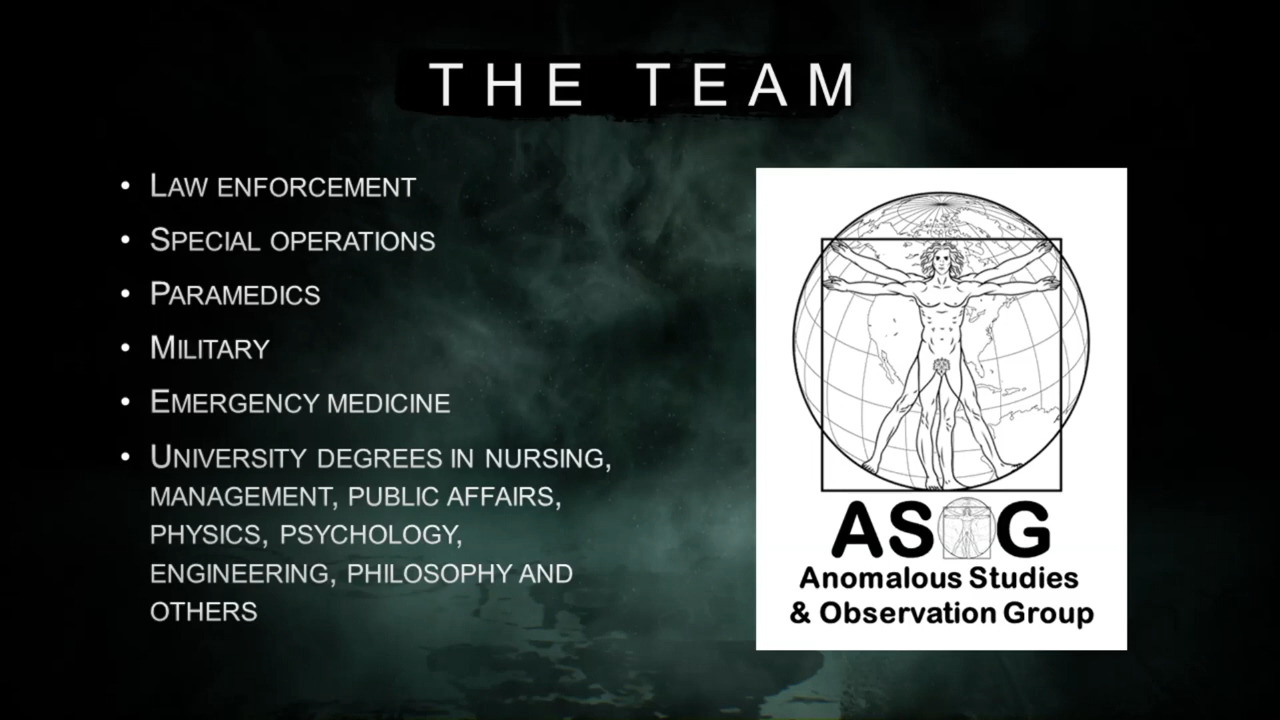 THE TEAM
• LAW ENFORCEMENT
• SPECIAL OPERATIONS
• PARAMEDICS
• MILITARY
• EMERGENCY MEDICINE
• UNIVERSITY DEGREES IN NURSING,
MANAGEMENT, PUBLIC AFFAIRS,
PHYSICS, PSYCHOLOGY,
ENGINEERING, PHILOSOPHY AND
OTHERS
ASOG
Anomalous Studies
& Observation Group